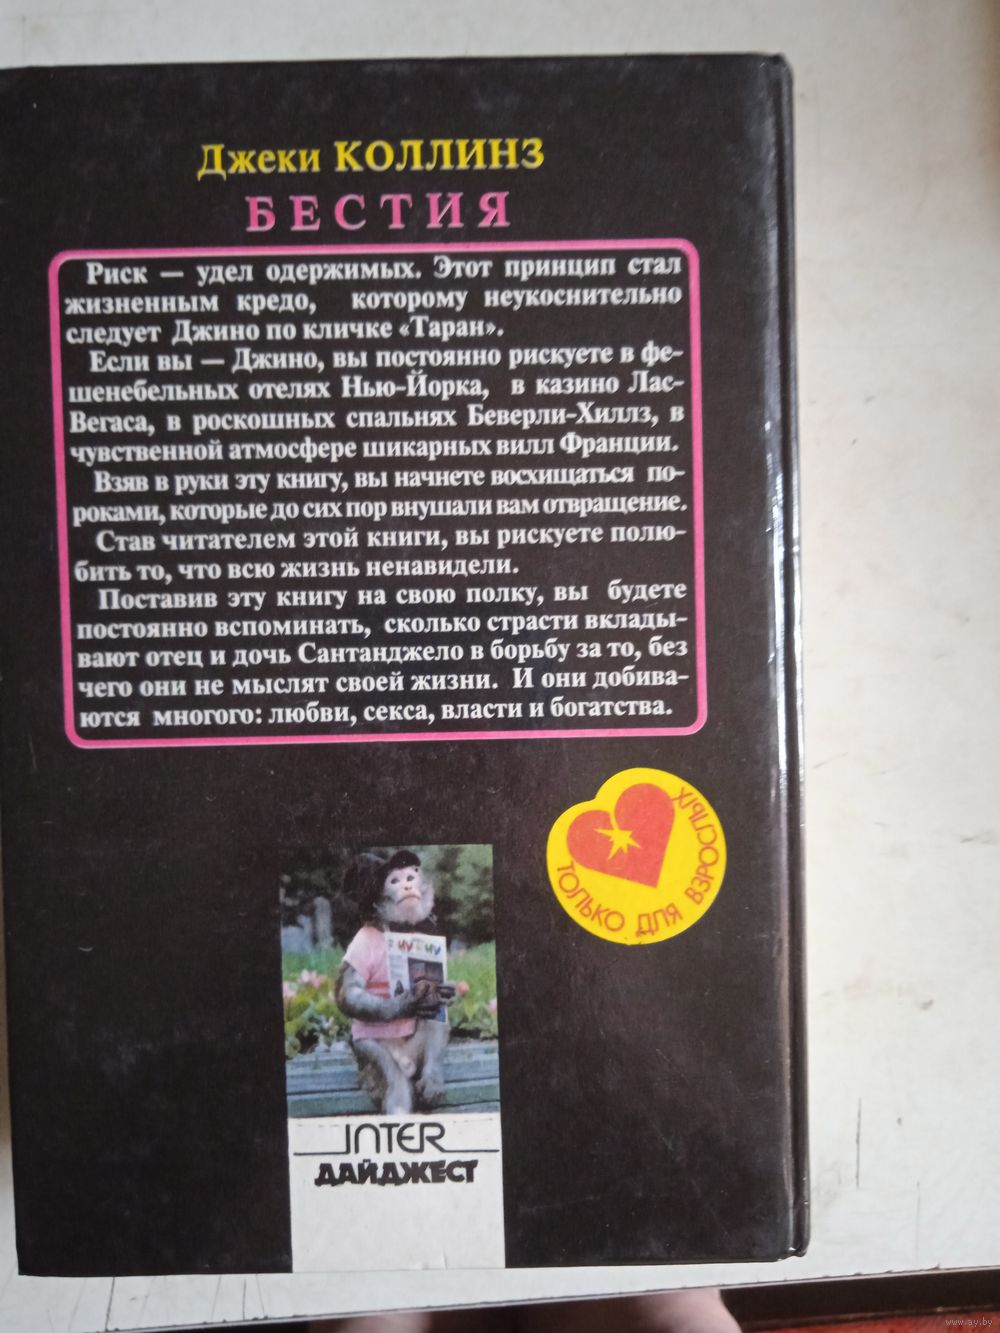 Джеки КОЛЛИНЗ
БЕСТИЯ
Риск — удел одержимых. Этот принцип стал
жизненным кредо, которому неукоснительно
следует Джино по кличке «Таран».
Если вы — Джино, вы постоянно рискуете в фе-
шенебельных отелях Нью-Йорка, в казино Лас-
Вегаса, в роскошных спальнях Беверли-Хиллз, в
чувственной атмосфере шикарных вилл Франции.
Взяв в руки эту книгу, вы начнете восхищаться по-
роками, которые до сих пор внушали вам отвращение.
Став читателем этой книги, вы рискуете полю-
бить то, что всю жизнь ненавидели.
Поставив эту книгу на свою полку, вы будете
постоянно вспоминать, сколько страсти вклады-
вают отец и дочь Сантанджело в борьбу за то, без
чего они не мыслят своей жизни. И они добива-
ются многого: любви, секса, власти и богатства.
ТОЛЬКО ДЛЯ ВЗРОСЛЫХ
INTER
ДАЙДЖЕСТ
www.ay.by